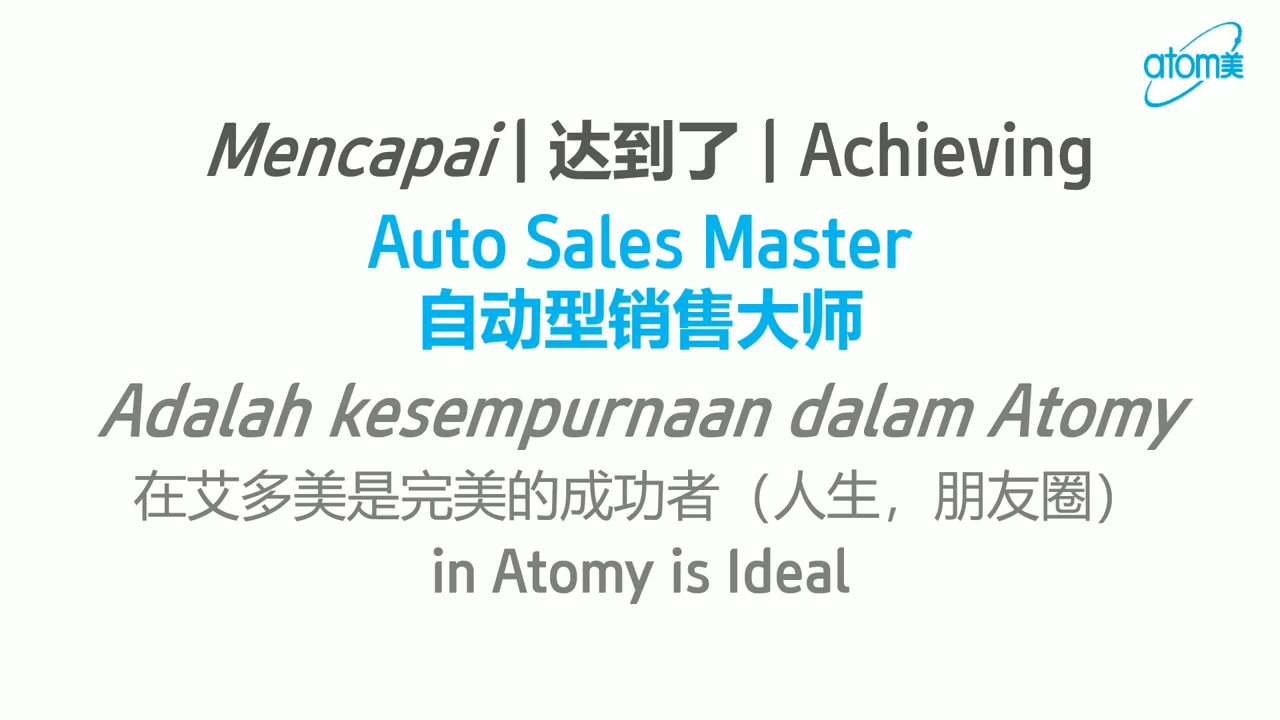 atom美
Mencapai | 达到了 | Achieving
Auto Sales Master
自动型销售大师
Adalah kesempurnaan dalam Atomy
在艾多美是完美的成功者（人生，朋友圈）
in Atomy is Ideal